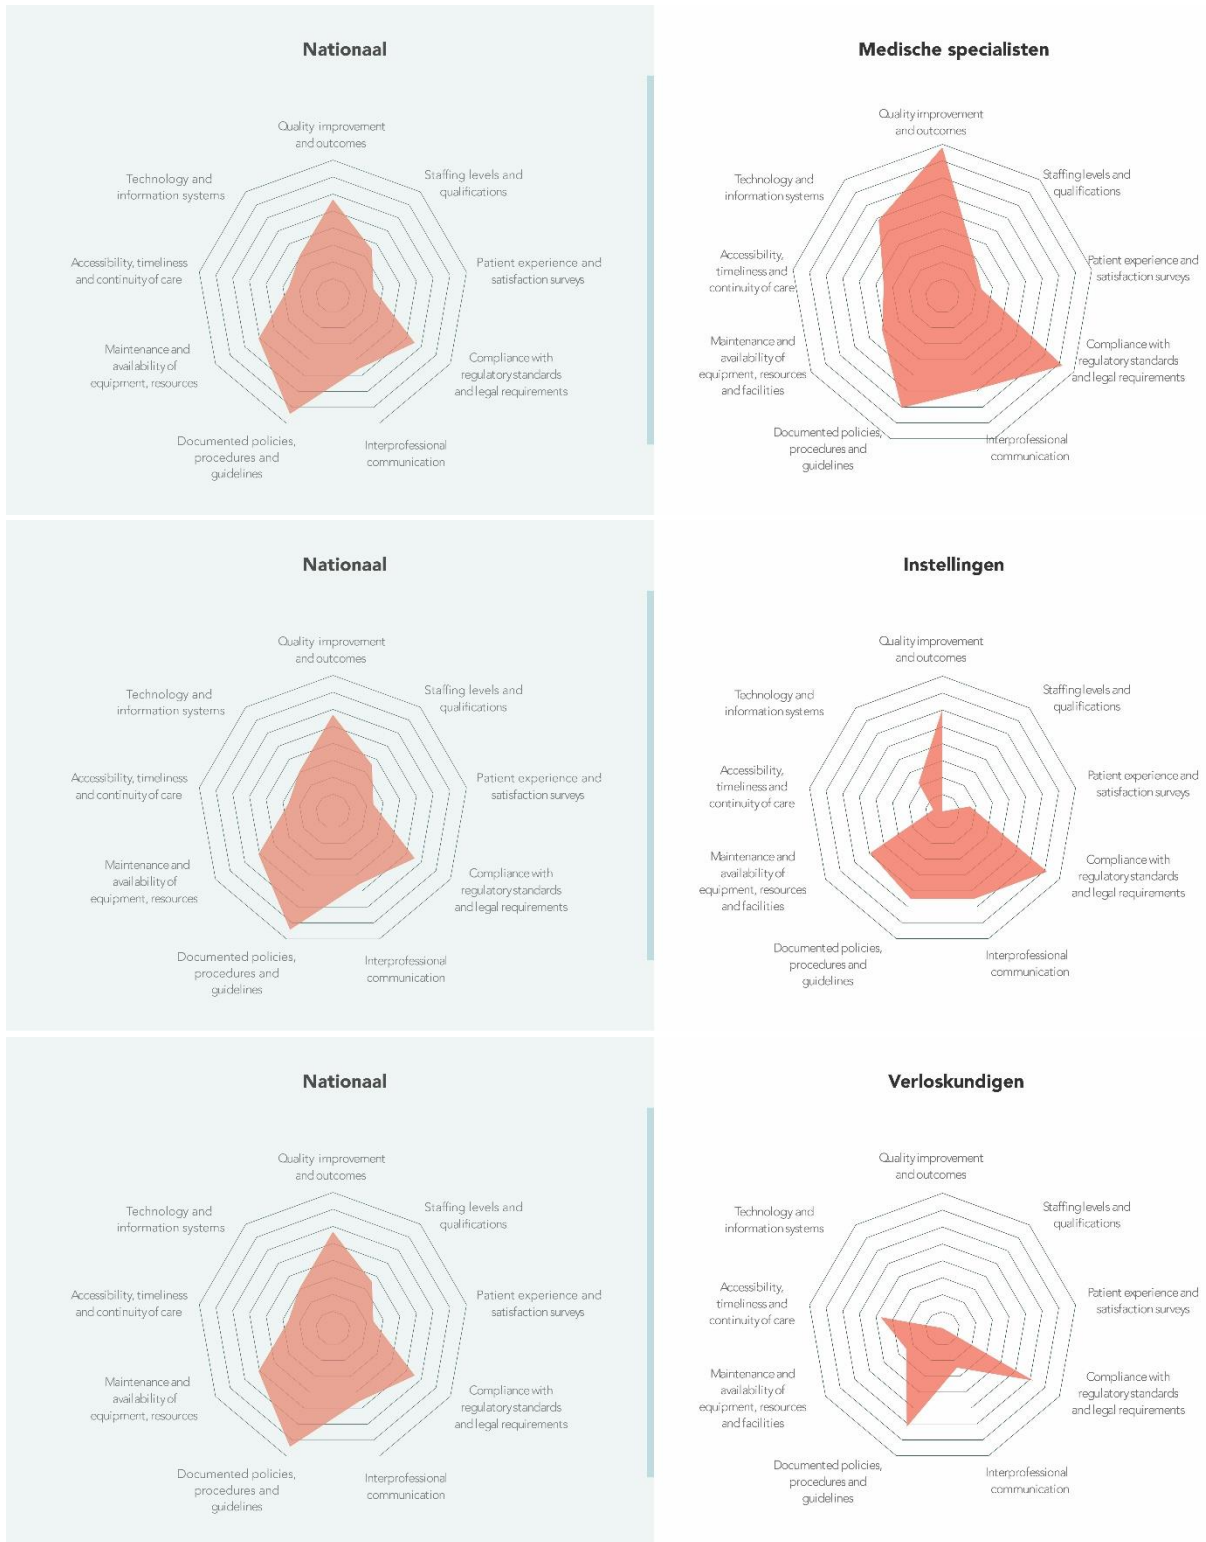 Nationaal
Quality improvement
and outcomes
Staffing levels and
qualifications
Technology and
information systems
Patient experience and
satisfaction surveys
Accessibility, timeliness
and continuity of care
Maintenance and
availability of
equipment, resources
Compliance with
regulatory standards
and legal requirements
Documented policies,
procedures and
guidelines
Interprofessional
communication
Medische specialisten
Quality improvement
and outcomes
Staffing levels and
qualifications
Technology and
information systems
Patient experience and
satisfaction surveys
Accessibility,
timeliness and
continuity of care
Maintenance and
availability of
equipment, resources
and facilities
Compliance with
regulatory standards
and legal requirements
Documented policies,
procedures and
guidelines
Interprofessional
communication
Nationaal
Quality improvement
and outcomes
Staffing levels and
qualifications
Technology and
information systems
Patient experience and
satisfaction surveys
Accessibility, timeliness
and continuity of care
Maintenance and
availability of
equipment, resources
Compliance with
regulatory standards
and legal requirements
Documented policies,
procedures and
guidelines
Interprofessional
communication
Instellingen
Quality improvement
and outcomes
Staffing levels and
qualifications
Technology and
information systems
Patient experience and
satisfaction surveys
Accessibility,
timeliness and
continuity of care
Maintenance and
availability of
equipment, resources
and facilities
Compliance with
regulatory standards
and legal requirements
Documented policies,
procedures and
guidelines
Interprofessional
communication
Nationaal
Quality improvement
and outcomes
Staffing levels and
qualifications
Technology and
information systems
Patient experience and
satisfaction surveys
Accessibility, timeliness
and continuity of care
Maintenance and
availability of
equipment, resources
Compliance with
regulatory standards
and legal requirements
Documented policies,
procedures and
guidelines
Interprofessional
communication
Verloskundigen
Quality improvement
and outcomes
Staffing levels and
qualifications
Technology and
information systems
Patient experience and
satisfaction surveys
Accessibility,
timeliness and
continuity of care
Maintenance and
availability of
equipment, resources
and facilities
Compliance with
regulatory standards
and legal requirements
Documented policies,
procedures and
guidelines
Interprofessional
communication